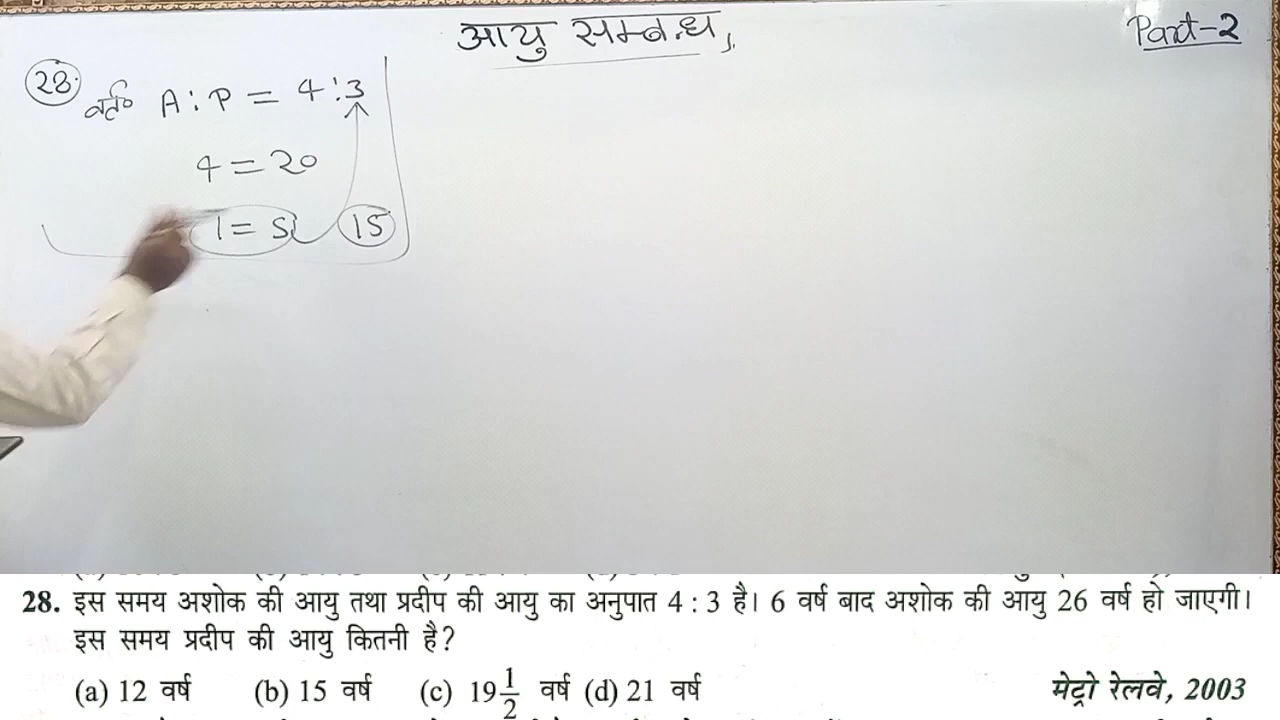 आयु सम्बन्ध,
Part-2
28.
वर्त० A : P = 4 : 3
4 = 20
1 = 5 15
28. इस समय अशोक की आयु तथा प्रदीप की आयु का अनुपात 4 : 3 है। 6 वर्ष बाद अशोक की आयु 26 वर्ष हो जाएगी।
इस समय प्रदीप की आयु कितनी है?
(a) 12 वर्ष (b) 15 वर्ष (c) 19 1/2 वर्ष (d) 21 वर्ष मेट्रो रेलवे, 2003